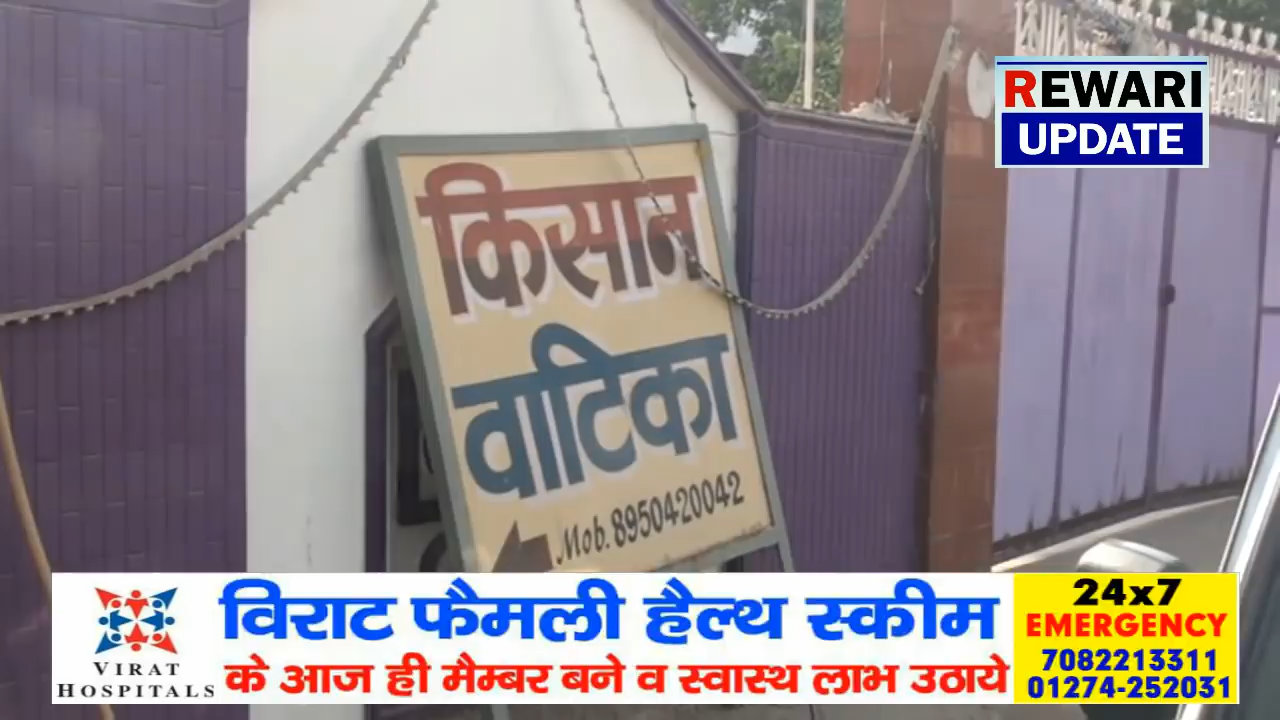 REWARI
UPDATE
किसान
वाटिका
Mob. 8950420042
VIRAT
HOSPITALS
विराट फैमली हैल्थ स्कीम
के आज ही मैम्बर बने व स्वास्थ लाभ उठाये
24x7
EMERGENCY
7082213311
01274-252031